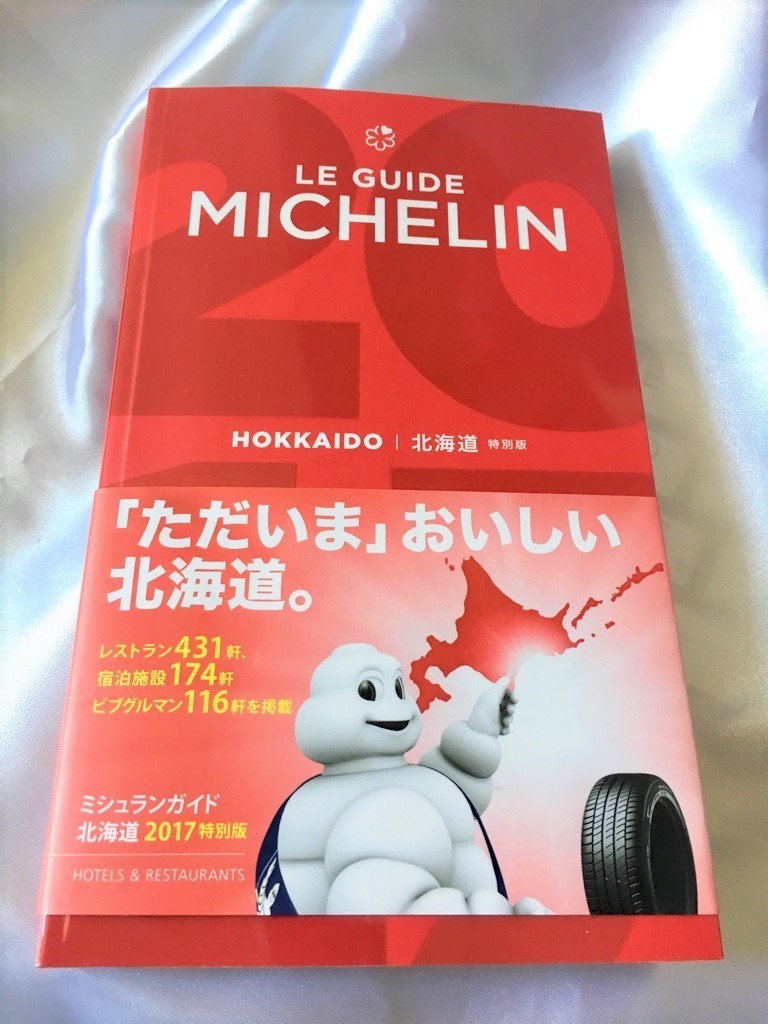 LE GUIDE
MICHELIN
20
HOKKAIDO | 北海道 特別版
「ただいま」おいしい
北海道。
レストラン431軒、
宿泊施設174軒
ビブグルマン116軒を掲載
ミシュランガイド
北海道 2017 特別版
HOTELS & RESTAURANTS